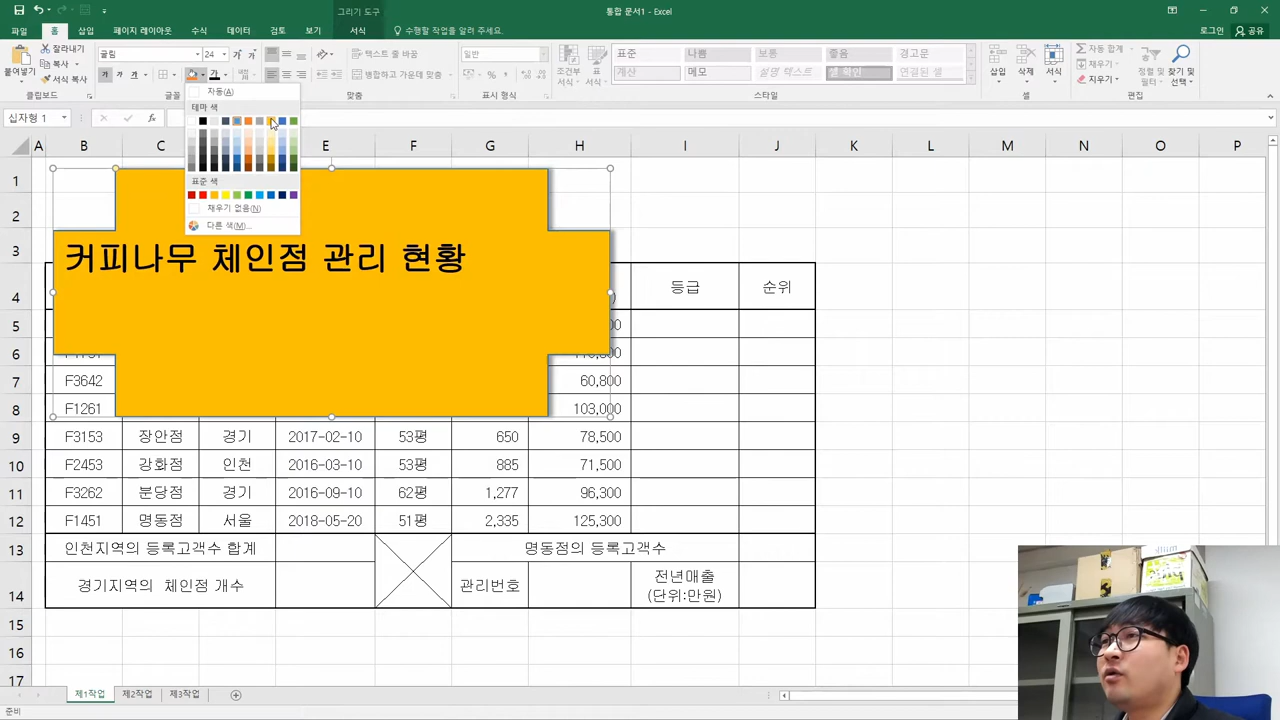 그리기 도구
통합 문서1 - Excel
파일 홈 삽입 페이지 레이아웃 수식 데이터 검토 보기 서식 수행할 작업을 알려 주세요. 로그인 공유
잘라내기 굴림 24 텍스트 줄 바꿈 일반 표준 나쁨 보통 좋음 경고문 자동 합계
붙여넣기 복사 서식 복사 가 가 가 병합하고 가운데 맞춤 조건부 서식 표 서식 계산 메모 설명 텍스트 셀 확인 연결된 셀 삽입 삭제 서식 채우기 지우기 정렬 및 필터 찾기 및 선택
클립보드 글꼴 맞춤 표시 형식 스타일 셀 편집
자동(A)
테마 색
표준 색
채우기 없음(N)
다른 색(M)...
십자형 1 fx
A B C E F G H I J K L M N O P
1
2
3 커피나무 체인점 관리 현황
4 등급 순위
5
6
7 F3642 60,800
8 F1261 103,000
9 F3153 장안점 경기 2017-02-10 53평 650 78,500
10 F2453 강화점 인천 2016-03-10 53평 885 71,500
11 F3262 분당점 경기 2016-09-10 62평 1,277 96,300
12 F1451 명동점 서울 2018-05-20 51평 2,335 125,300
13 인천지역의 등록고객수 합계 명동점의 등록고객수
14 경기지역의 체인점 개수 관리번호 전년매출
(단위:만원)
15
16
17
제1작업 제2작업 제3작업
준비